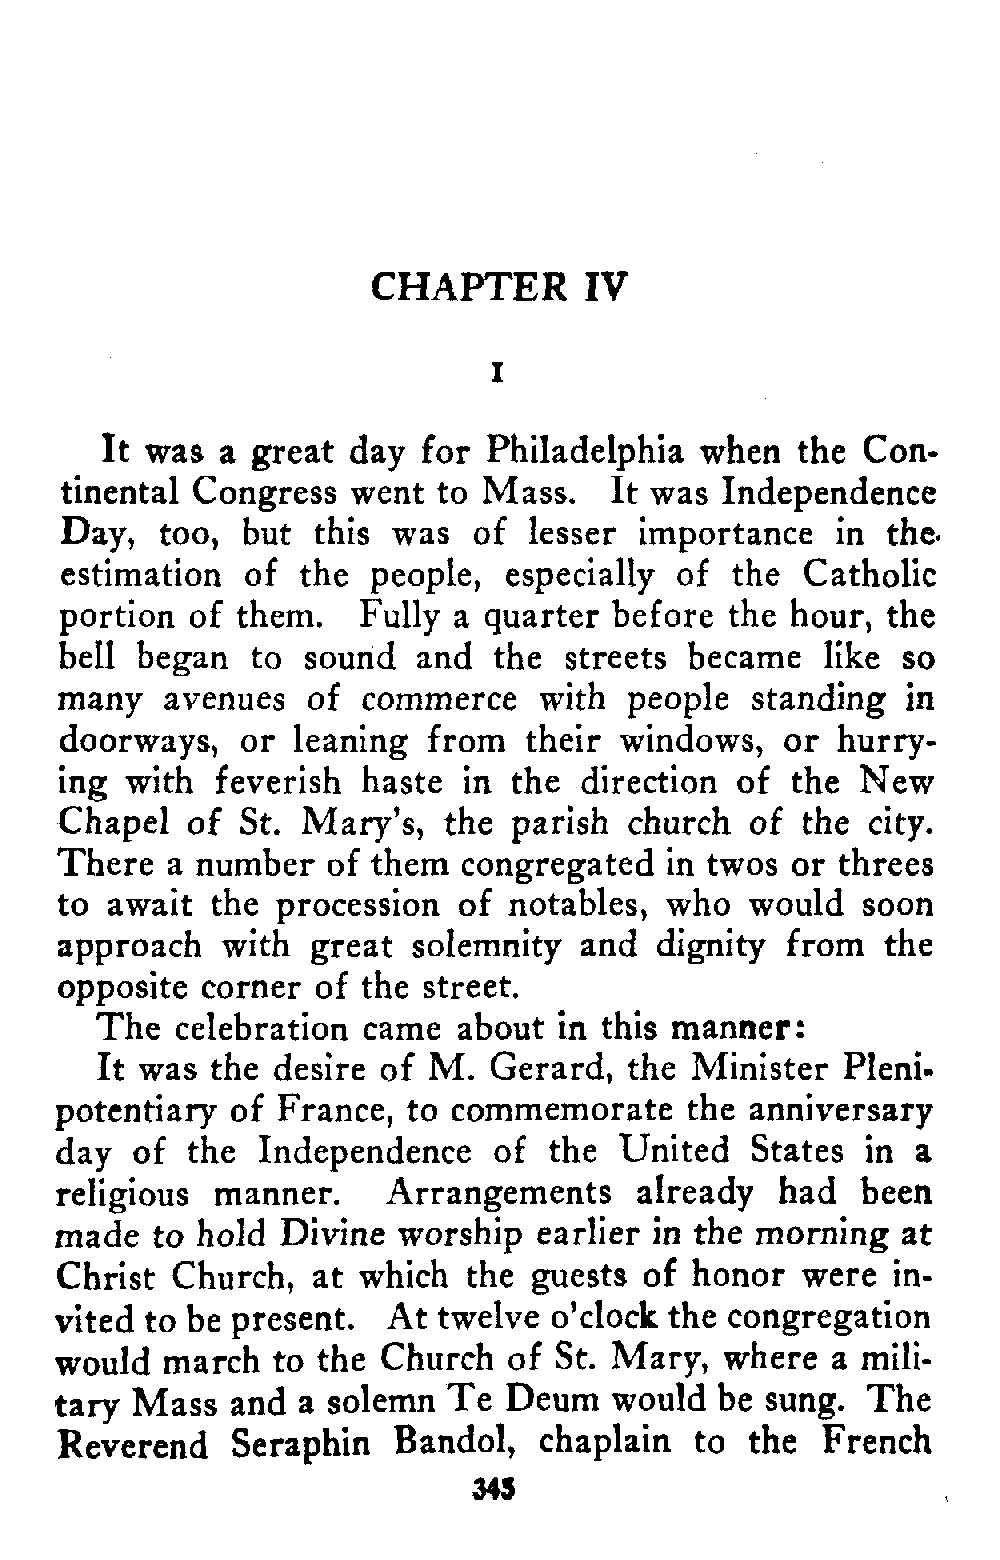 CHAPTER IV
I
It was a great day for Philadelphia when the Con-
tinental Congress went to Mass. It was Independence
Day, too, but this was of lesser importance in the
estimation of the people, especially of the Catholic
portion of them. Fully a quarter before the hour, the
bell began to sound and the streets became like so
many avenues of commerce with people standing in
doorways, or leaning from their windows, or hurry-
ing with feverish haste in the direction of the New
Chapel of St. Mary's, the parish church of the city.
There a number of them congregated in twos or threes
to await the procession of notables, who would soon
approach with great solemnity and dignity from the
opposite corner of the street.
The celebration came about in this manner:
It was the desire of M. Gerard, the Minister Pleni-
potentiary of France, to commemorate the anniversary
day of the Independence of the United States in a
religious manner. Arrangements already had been
made to hold Divine worship earlier in the morning at
Christ Church, at which the guests of honor were in-
vited to be present. At twelve o'clock the congregation
would march to the Church of St. Mary, where a mili-
tary Mass and a solemn Te Deum would be sung. The
Reverend Seraphin Bandol, chaplain to the French
345